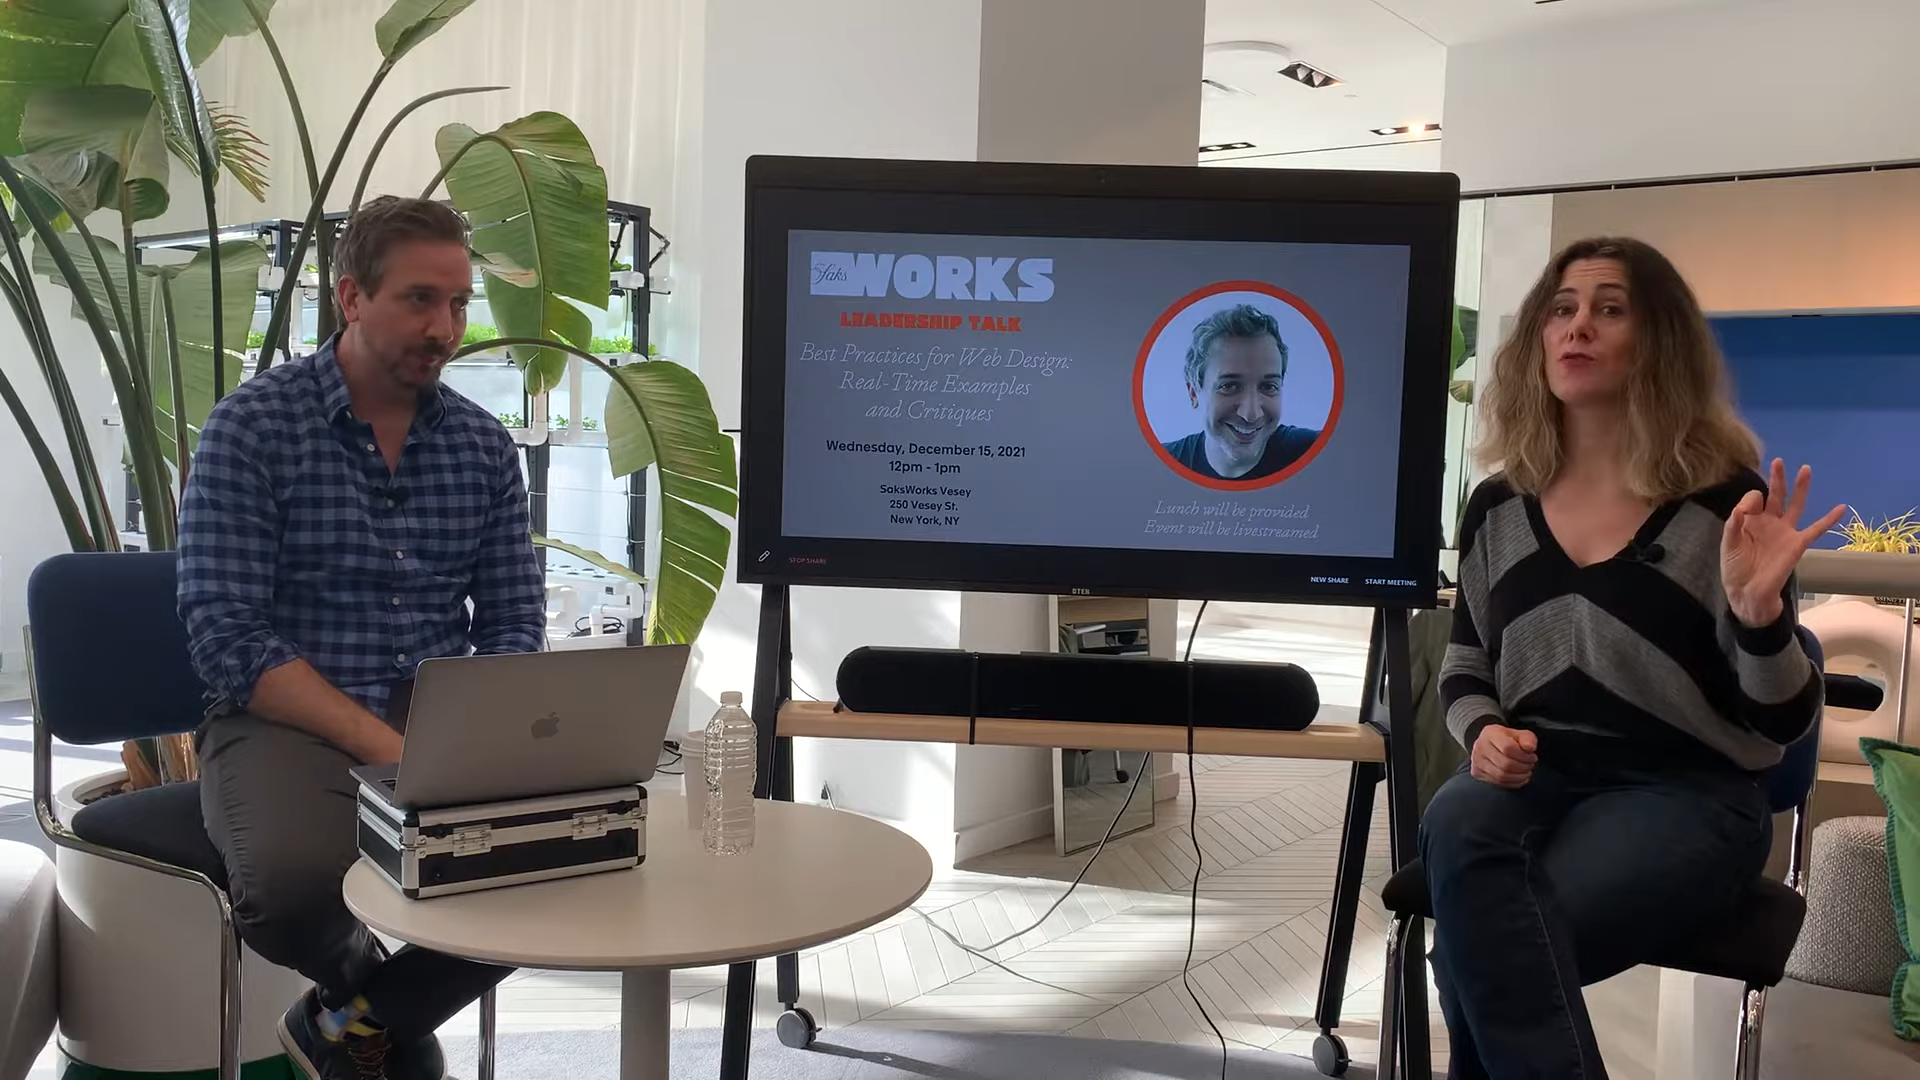 Saks WORKS
LEADERSHIP TALK
Best Practices for Web Design:
Real-Time Examples
and Critiques
Wednesday, December 15, 2021
12pm - 1pm
SaksWorks Vesey
250 Vesey St.
New York, NY
Lunch will be provided
Event will be livestreamed
STOP SHARE
NEW SHARE START MEETING
DTEN